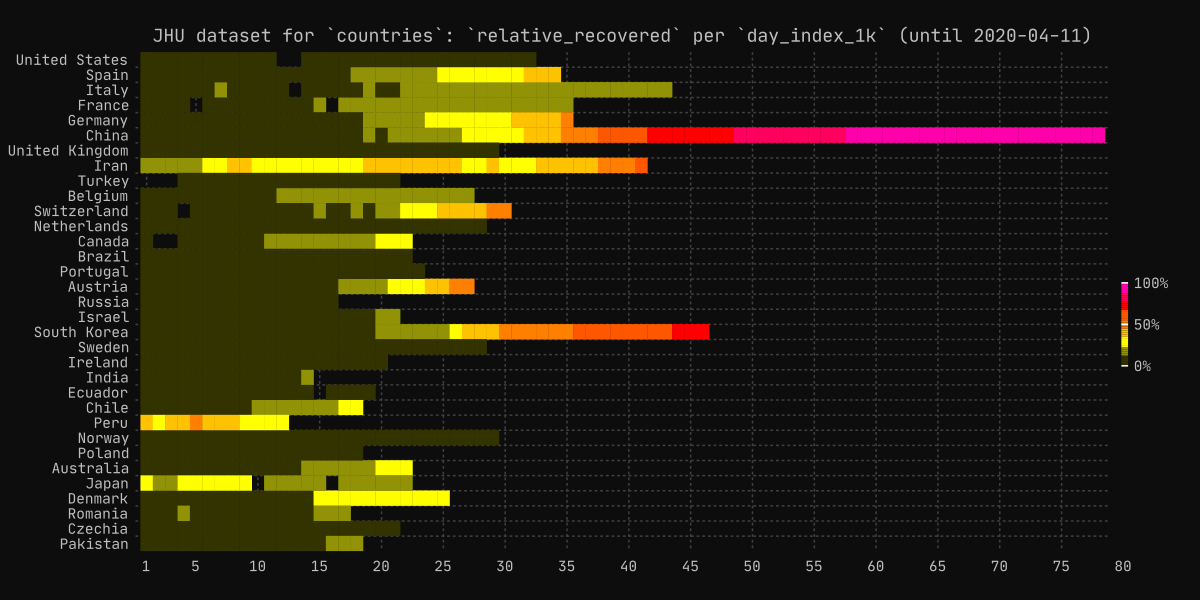 JHU dataset for `countries`: `relative_recovered` per `day_index_1k` (until 2020-04-11)
United States
Spain
Italy
France
Germany
China
United Kingdom
Iran
Turkey
Belgium
Switzerland
Netherlands
Canada
Brazil
Portugal
Austria
Russia
Israel
South Korea
Sweden
Ireland
India
Ecuador
Chile
Peru
Norway
Poland
Australia
Japan
Denmark
Romania
Czechia
Pakistan
1 5 10 15 20 25 30 35 40 45 50 55 60 65 70 75 80
100%
50%
0%